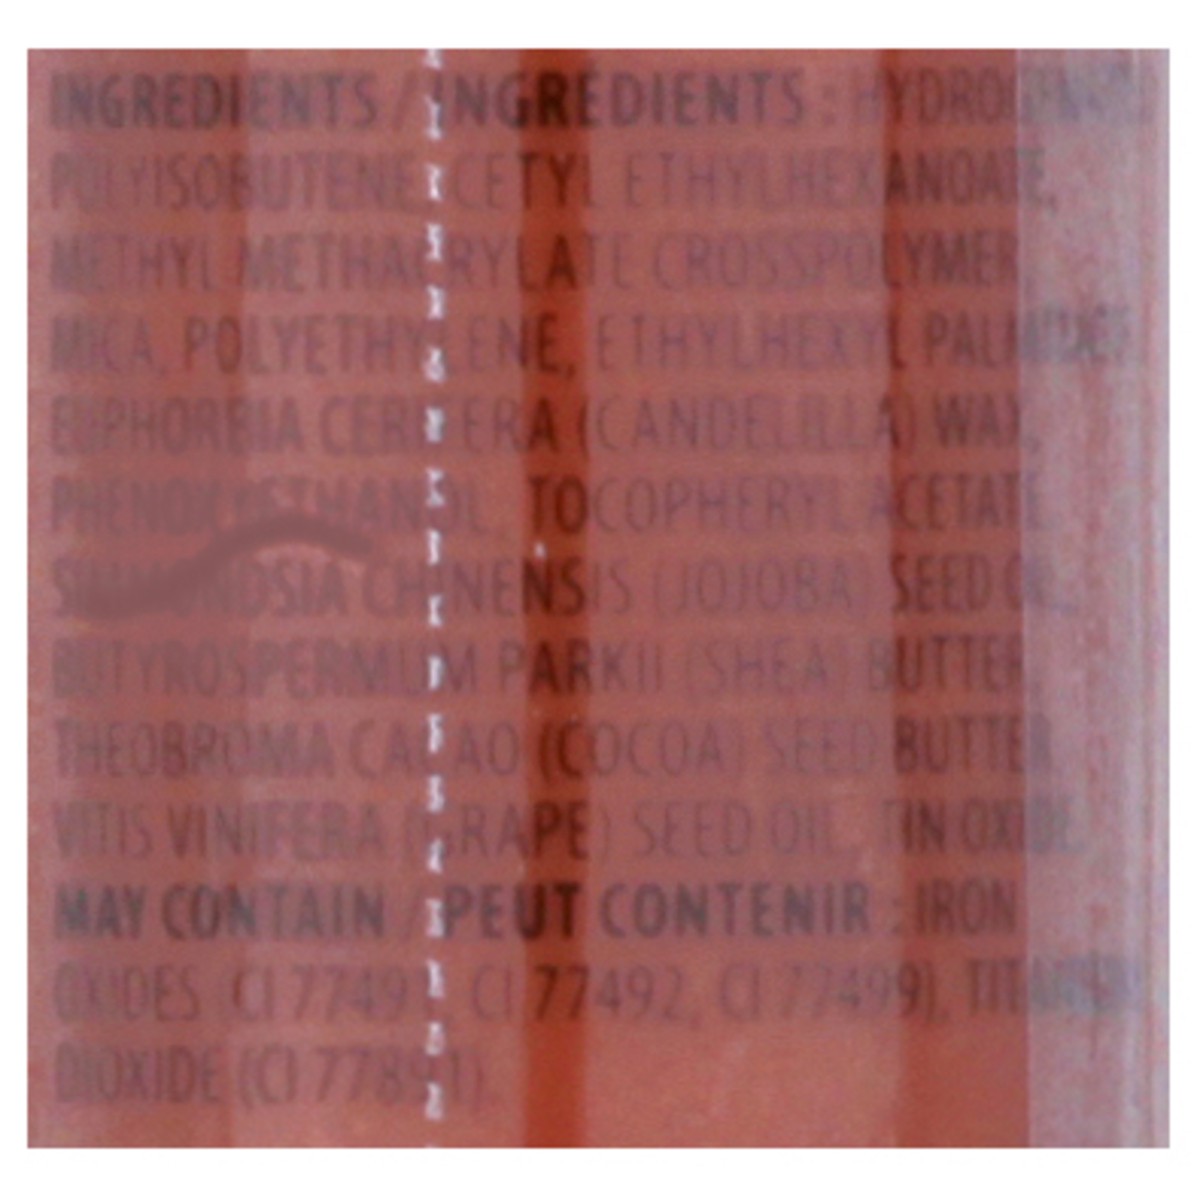 INGREDIENTS / INGRÉDIENTS : HYDROGENATED
POLYISOBUTENE, CETYL ETHYLHEXANOATE,
METHYL METHACRYLATE CROSSPOLYMER,
MICA, POLYETHYLENE, ETHYLHEXYL PALMITATE,
EUPHORBIA CERIFERA (CANDELILLA) WAX,
PHENOXYETHANOL, TOCOPHERYL ACETATE,
SIMMONDSIA CHINENSIS (JOJOBA) SEED OIL,
BUTYROSPERMUM PARKII (SHEA) BUTTER,
THEOBROMA CACAO (COCOA) SEED BUTTER,
VITIS VINIFERA (GRAPE) SEED OIL, TIN OXIDE.
MAY CONTAIN / PEUT CONTENIR : IRON
OXIDES (CI 77491, CI 77492, CI 77499), TITANIUM
DIOXIDE (CI 77891).